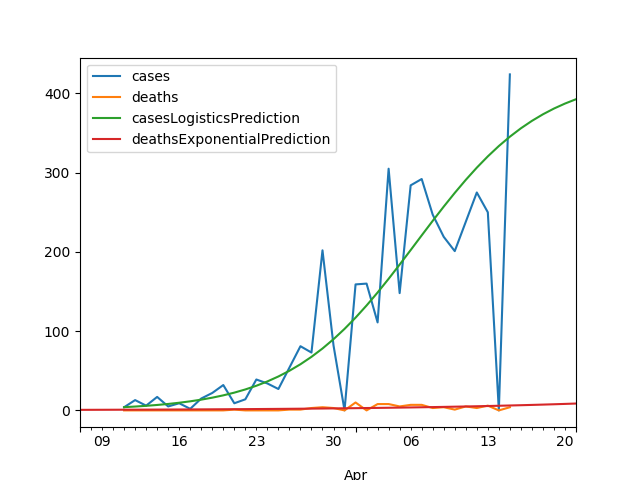 cases
deaths
casesLogisticsPrediction
deathsExponentialPrediction
400
300
200
100
0
09 16 23 30 06 13 20
Apr